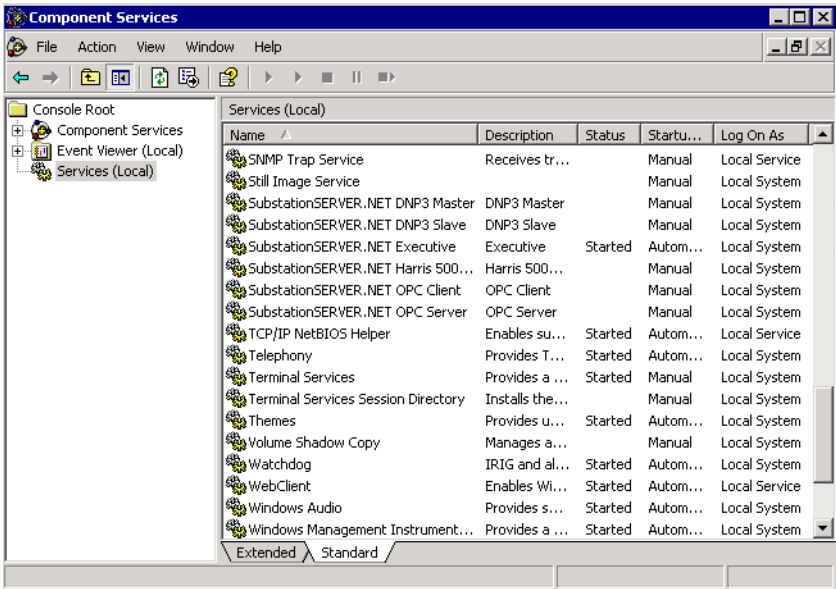 Component Services
File Action View Window Help
Console Root
Component Services
Event Viewer (Local)
Services (Local)
Services (Local)
Name Description Status Startu... Log On As
SNMP Trap Service Receives tr... Manual Local Service
Still Image Service Manual Local System
SubstationSERVER.NET DNP3 Master DNP3 Master Manual Local System
SubstationSERVER.NET DNP3 Slave DNP3 Slave Manual Local System
SubstationSERVER.NET Executive Executive Started Autom... Local System
SubstationSERVER.NET Harris 500... Harris 500... Manual Local System
SubstationSERVER.NET OPC Client OPC Client Manual Local System
SubstationSERVER.NET OPC Server OPC Server Manual Local System
TCP/IP NetBIOS Helper Enables su... Started Autom... Local Service
Telephony Provides T... Started Autom... Local System
Terminal Services Provides a ... Started Manual Local System
Terminal Services Session Directory Installs the... Manual Local System
Themes Provides u... Started Autom... Local System
Volume Shadow Copy Manages a... Manual Local System
Watchdog IRIG and al... Started Autom... Local System
WebClient Enables Wi... Started Autom... Local Service
Windows Audio Provides s... Started Autom... Local System
Windows Management Instrument... Provides a ... Started Autom... Local System
Extended Standard